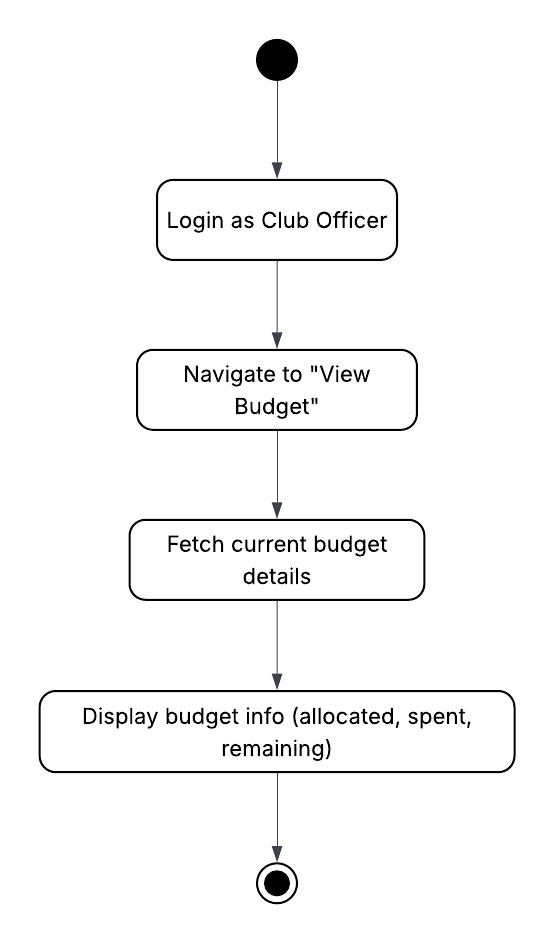 Login as Club Officer
Navigate to "View
Budget"
Fetch current budget
details
Display budget info (allocated, spent,
remaining)